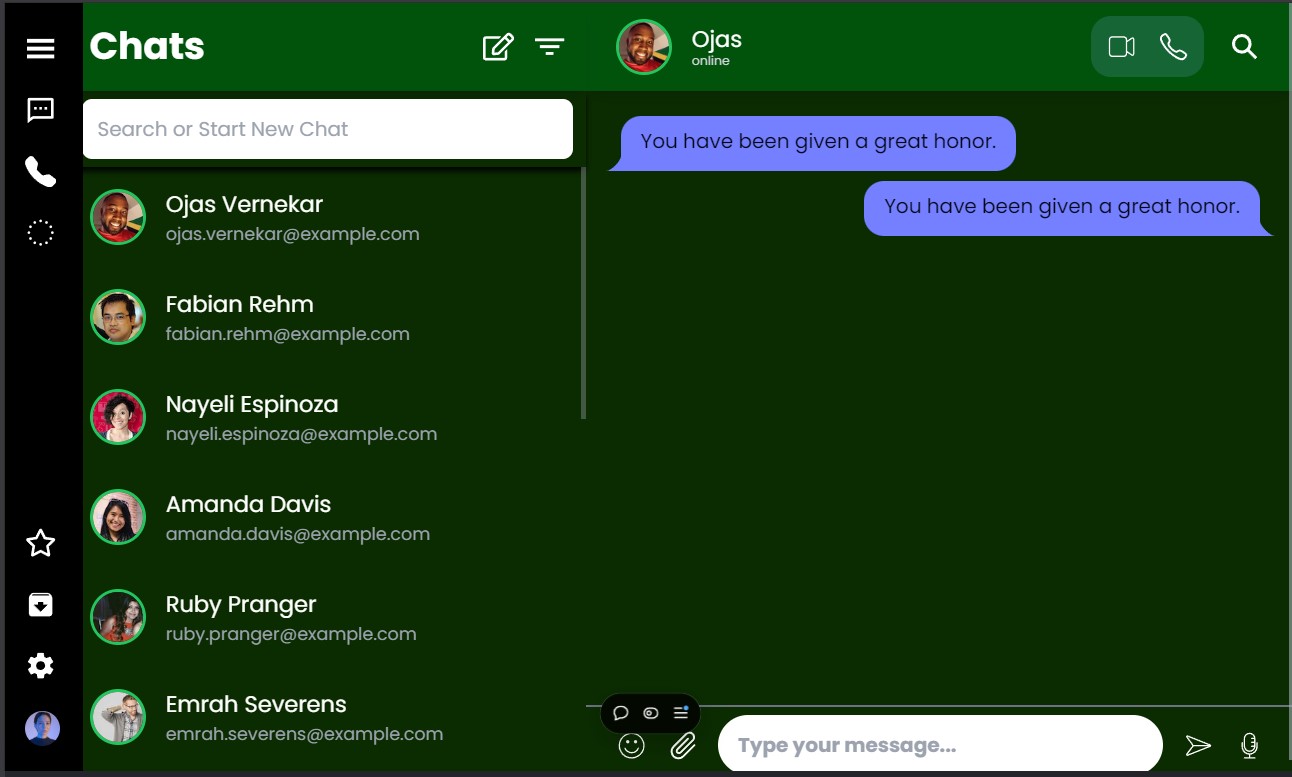 Chats
Search or Start New Chat
Ojas Vernekar
ojas.vernekar@example.com
Fabian Rehm
fabian.rehm@example.com
Nayeli Espinoza
nayeli.espinoza@example.com
Amanda Davis
amanda.davis@example.com
Ruby Pranger
ruby.pranger@example.com
Emrah Severens
emrah.severens@example.com
Ojas
online
You have been given a great honor.
You have been given a great honor.
Type your message...